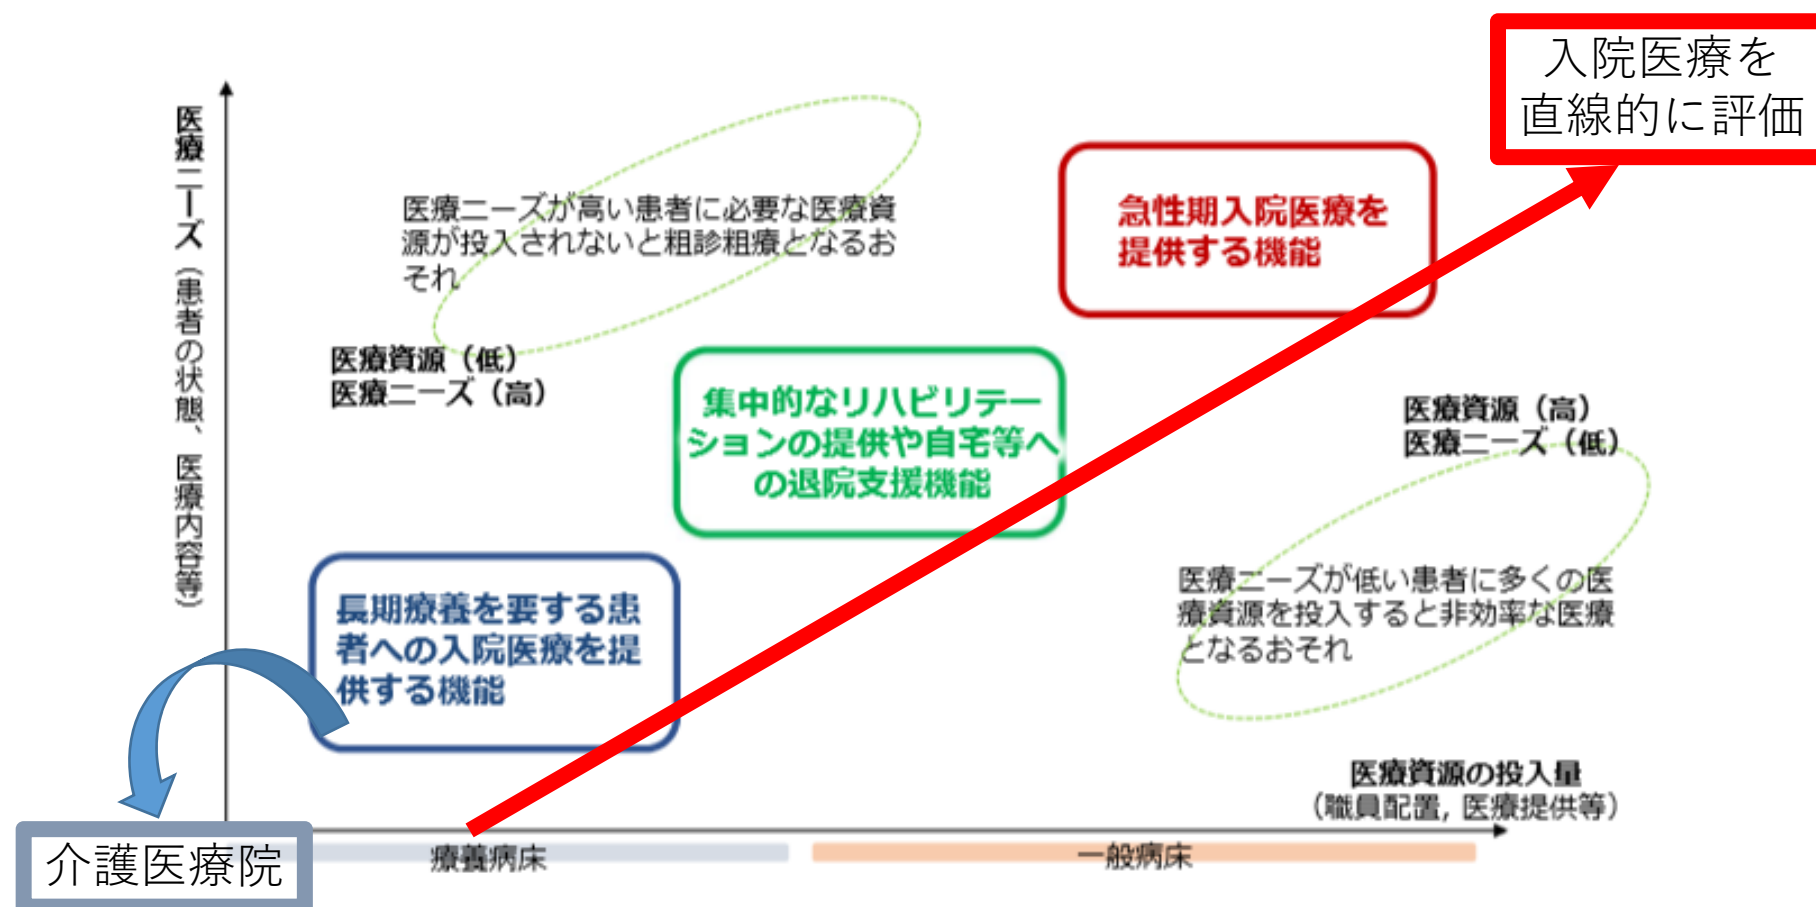 入院医療を
直線的に評価
医療ニーズ（患者の状態、医療内容等）
医療ニーズが高い患者に必要な医療資
源が投入されないと粗診粗療となるお
それ
急性期入院医療を
提供する機能
医療資源（低）
医療ニーズ（高）
集中的なリハビリテー
ションの提供や自宅等へ
の退院支援機能
医療資源（高）
医療ニーズ（低）
長期療養を要する患
者への入院医療を提
供する機能
医療ニーズが低い患者に多くの医
療資源を投入すると非効率な医療
となるおそれ
医療資源の投入量
（職員配置, 医療提供等）
介護医療院
療養病床
一般病床